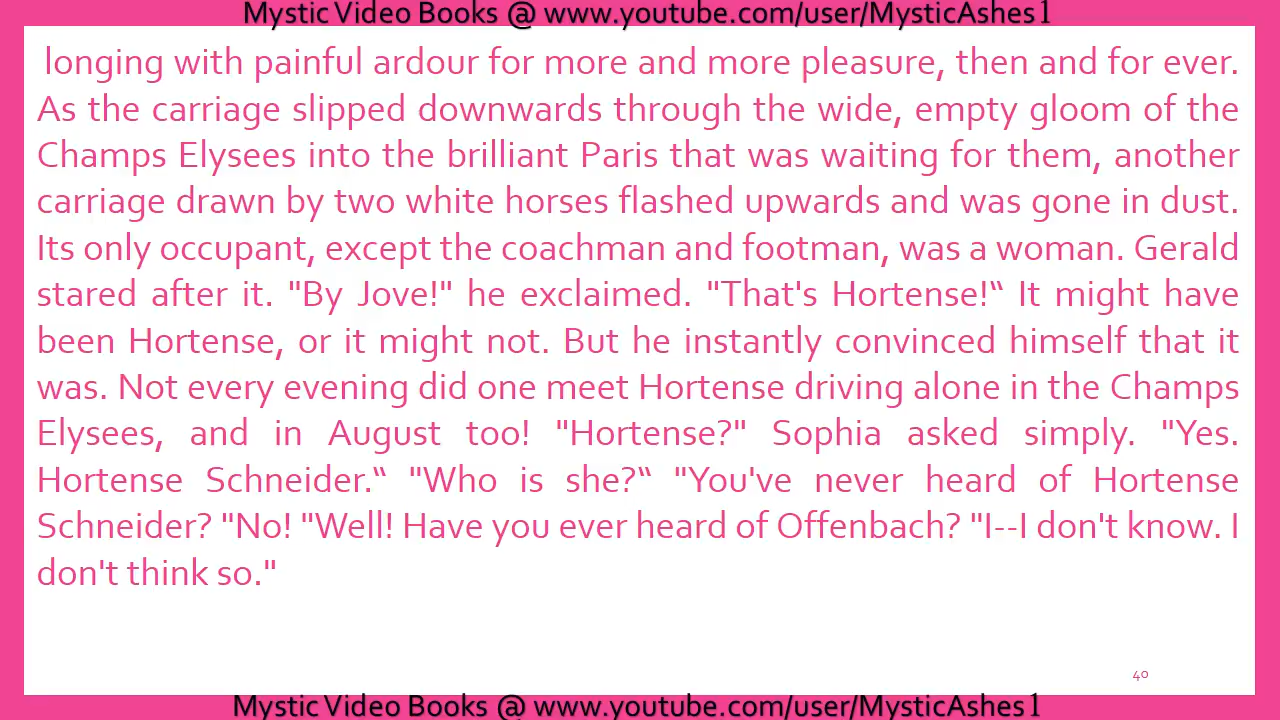 Mystic Video Books @ www.youtube.com/user/MysticAshes1
longing with painful ardour for more and more pleasure, then and for ever.
As the carriage slipped downwards through the wide, empty gloom of the
Champs Elysees into the brilliant Paris that was waiting for them, another
carriage drawn by two white horses flashed upwards and was gone in dust.
Its only occupant, except the coachman and footman, was a woman. Gerald
stared after it. "By Jove!" he exclaimed. "That's Hortense!“ It might have
been Hortense, or it might not. But he instantly convinced himself that it
was. Not every evening did one meet Hortense driving alone in the Champs
Elysees, and in August too! "Hortense?" Sophia asked simply. "Yes.
Hortense Schneider.“ "Who is she?“ "You've never heard of Hortense
Schneider? "No! "Well! Have you ever heard of Offenbach? "I--I don't know. I
don't think so."
40
Mystic Video Books @ www.youtube.com/user/MysticAshes1